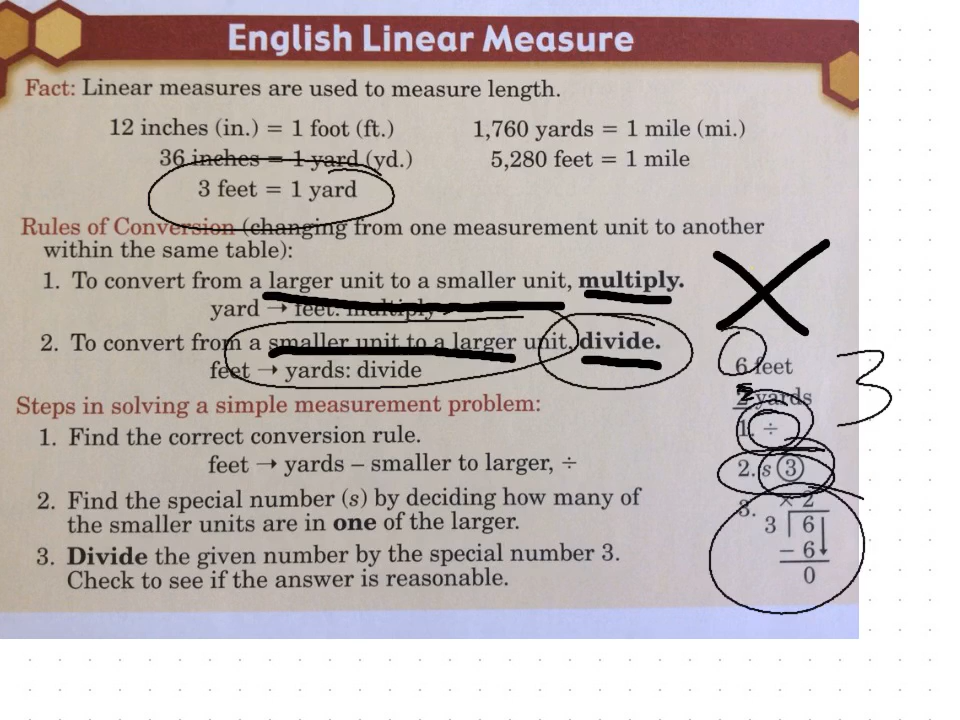 English Linear Measure
Fact: Linear measures are used to measure length.
12 inches (in.) = 1 foot (ft.)
36 inches = 1 yard (yd.)
3 feet = 1 yard
1,760 yards = 1 mile (mi.)
5,280 feet = 1 mile
Rules of Conversion (changing from one measurement unit to another
within the same table):
1. To convert from a larger unit to a smaller unit, multiply.
yard → feet: multiply
2. To convert from a smaller unit to a larger unit, divide.
feet → yards: divide
Steps in solving a simple measurement problem:
1. Find the correct conversion rule.
feet → yards – smaller to larger, ÷
2. Find the special number (s) by deciding how many of
the smaller units are in one of the larger.
3. Divide the given number by the special number 3.
Check to see if the answer is reasonable.
6 feet
2 yards
3
1. ÷
2. s 3
3. × 2
3 6
– 6
0